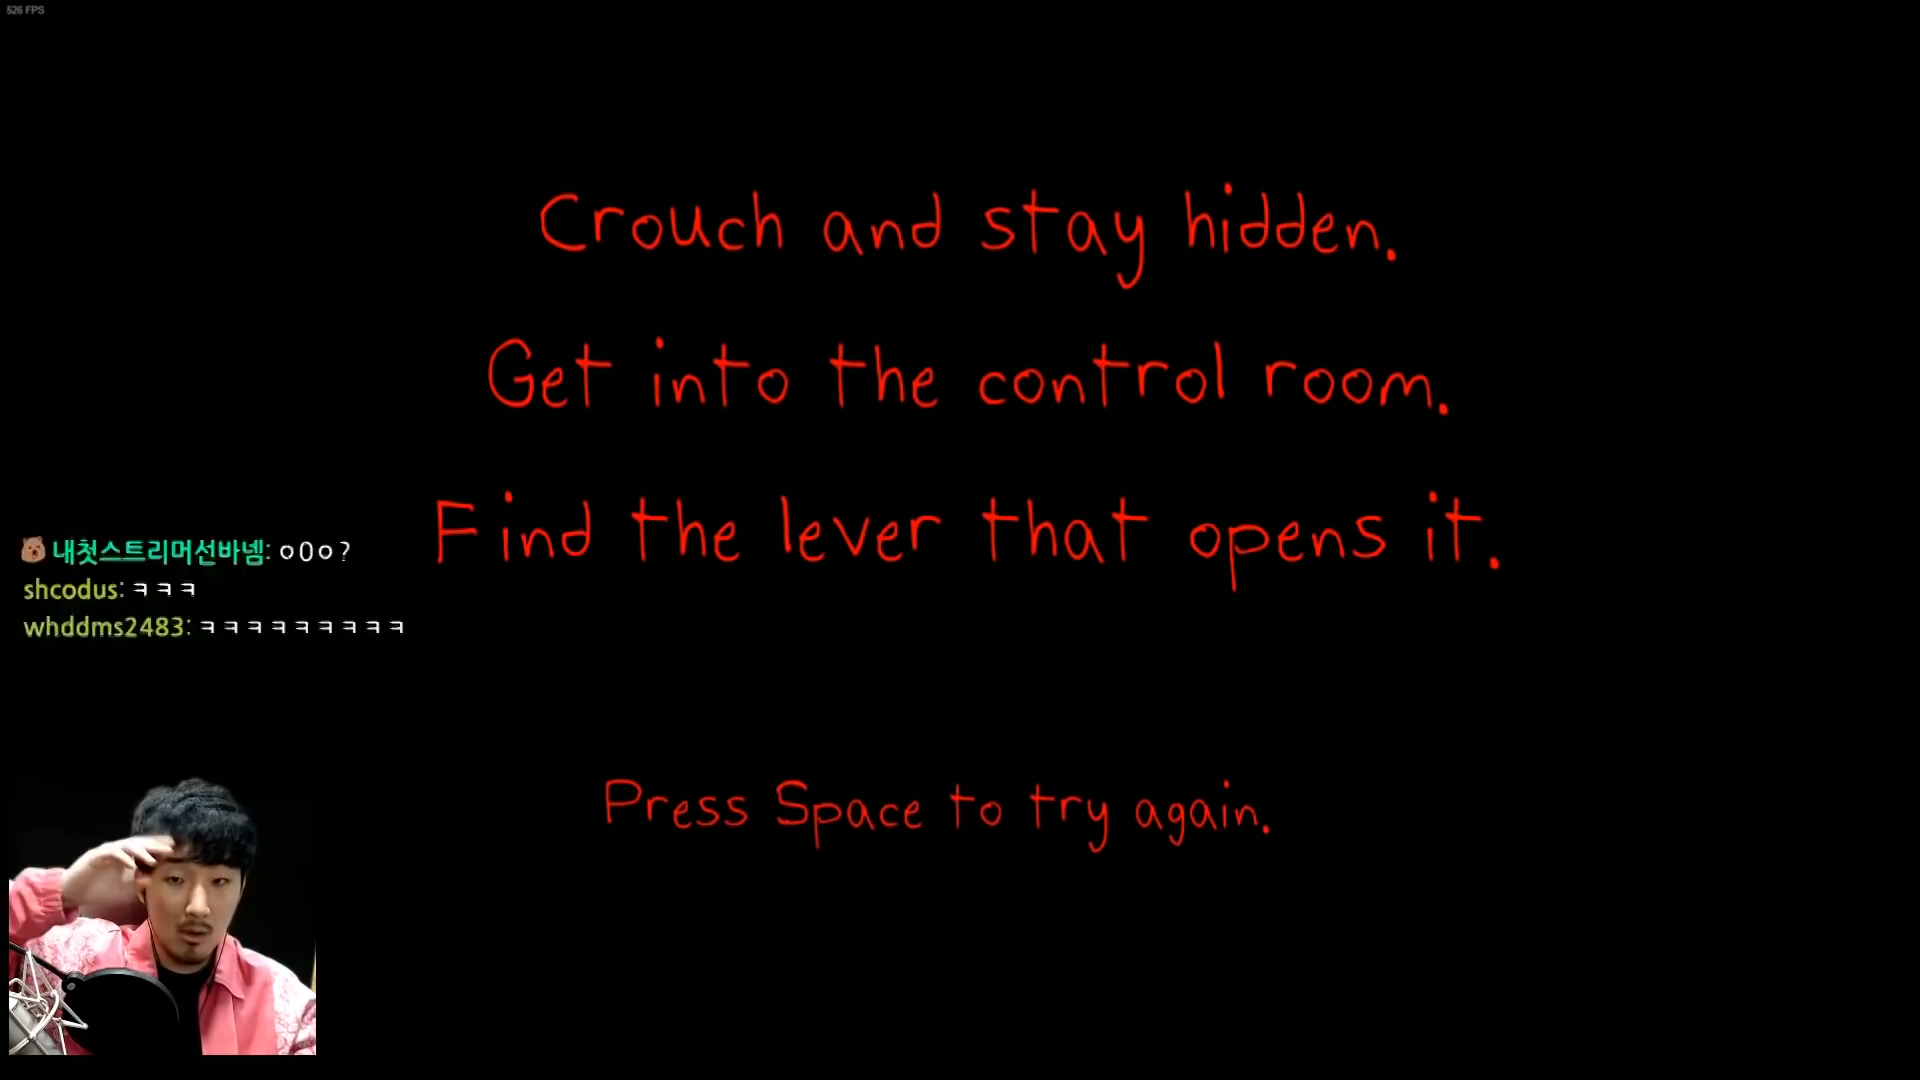 526 FPS
Crouch and stay hidden.
Get into the control room.
Find the lever that opens it.
내첫스트리머선바넴: ㅇ0ㅇ?
shcodus: ㅋㅋㅋ
whddms2483: ㅋㅋㅋㅋㅋㅋㅋㅋㅋ
Press Space to try again.